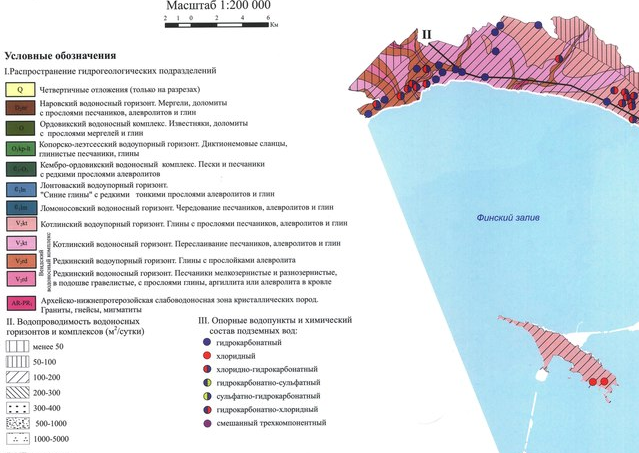 Масштаб 1:200 000
2 1 0 2 4 6 Км
II
Условные обозначения
I.Распространение гидрогеологических подразделений
Q Четвертичные отложения (только на разрезах)
Наровский водоносный горизонт. Мергели, доломиты
с прослоями песчаников, алевролитов и глин
Ордовикский водоносный комплекс. Известняки, доломиты
с прослоями мергелей и глин
Копорско-леэтсеский водоупорный горизонт. Диктионемовые сланцы,
глинистые песчаники, глины
Кембро-ордовикский водоносный комплекс. Пески и песчаники
с редкими прослоями алевролитов
Лонтоваский водоупорный горизонт.
"Синие глины" с редкими тонкими прослоями алевролитов и глин
Ломоносовский водоносный горизонт. Чередование песчаников, алевролитов и глин
V₂kt Котлинский водоупорный горизонт. Глины с прослоями песчаников, алевролитов и глин
Вендский
водоносный комплекс
V₂kt Котлинский водоносный горизонт. Переслаивание песчаников, алевролитов и глин
V₂rd Редкинский водоупорный горизонт. Глины с прослойками алевролита
V₂rd Редкинский водоносный горизонт. Песчаники мелкозернистые и разнозернистые,
в подошве гравелистые, с прослоями глины, аргиллита или алевролита в кровле
AR-PR₁ Архейско-нижнепротерозойская слабоводоносная зона кристаллических пород.
Граниты, гнейсы, мигматиты
II. Водопроводимость водоносных
горизонтов и комплексов (м²/сутки)
менее 50
50-100
100-200
200-300
300-400
500-1000
1000-5000
III. Опорные водопункты и химический
состав подземных вод:
гидрокарбонатный
хлоридный
хлоридно-гидрокарбонатный
гидрокарбонатно-сульфатный
сульфатно-гидрокарбонатный
гидрокарбонатно-хлоридный
смешанный трехкомпонентный
Финский залив